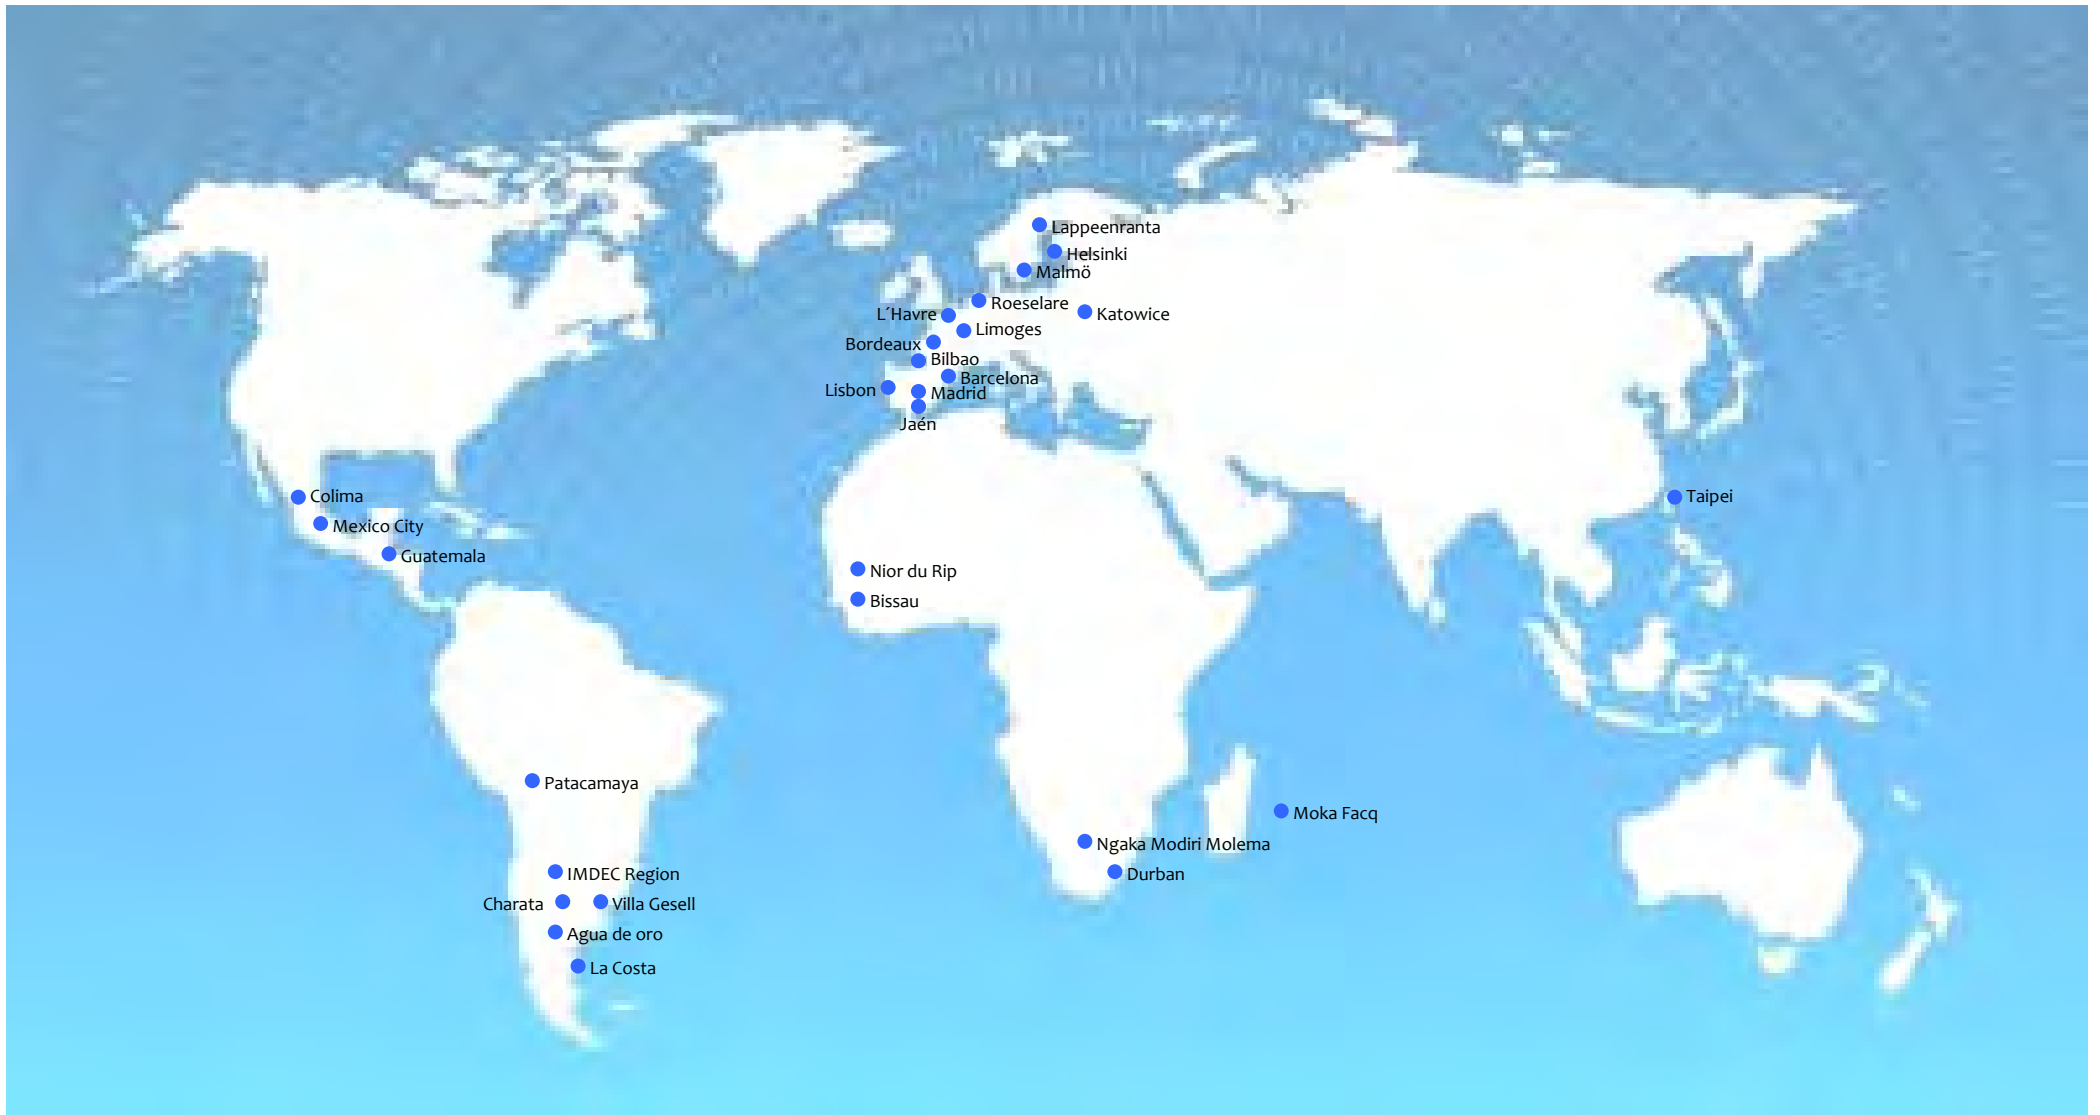 Lappeenranta
Helsinki
Malmö
Roeselare
L´Havre
Katowice
Limoges
Bordeaux
Bilbao
Barcelona
Lisbon
Madrid
Jaén
Colima
Taipei
Mexico City
Guatemala
Nior du Rip
Bissau
Patacamaya
Moka Facq
Ngaka Modiri Molema
IMDEC Region
Durban
Charata
Villa Gesell
Agua de oro
La Costa